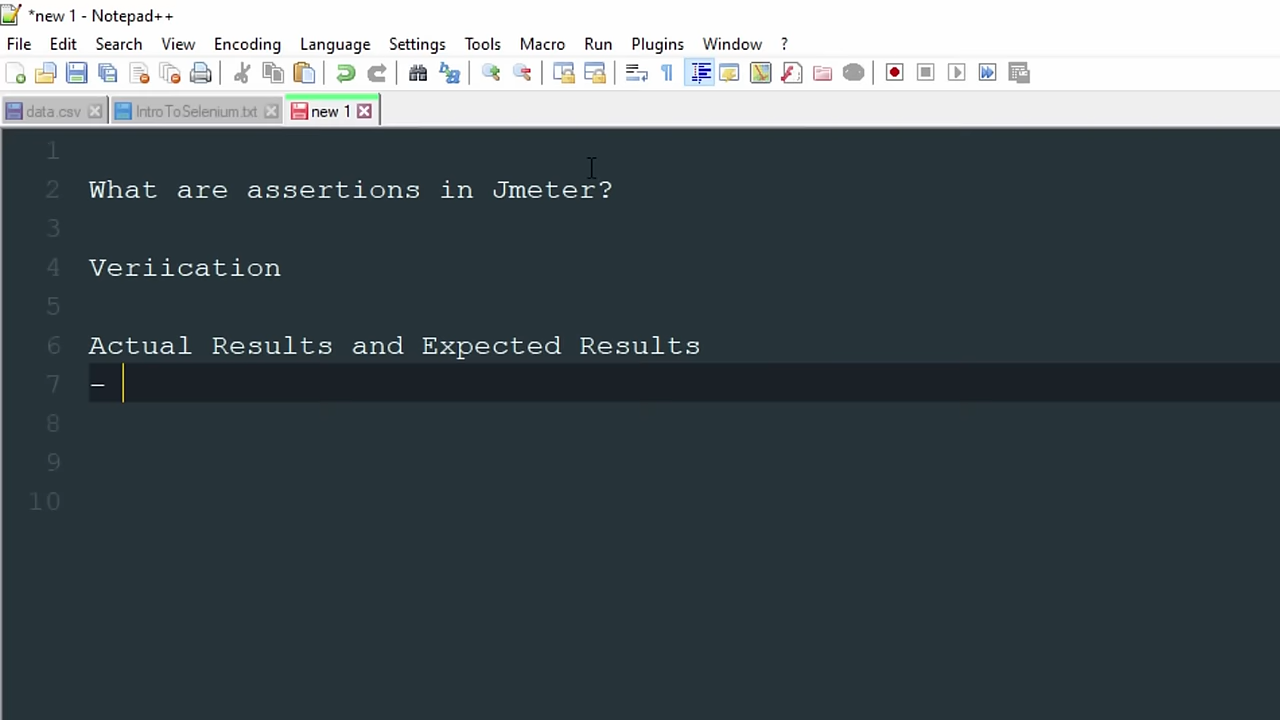 *new 1 - Notepad++
File Edit Search View Encoding Language Settings Tools Macro Run Plugins Window ?
data.csv IntroToSelenium.txt new 1
1
2 What are assertions in Jmeter?
3
4 Veriication
5
6 Actual Results and Expected Results
7 -
8
9
10